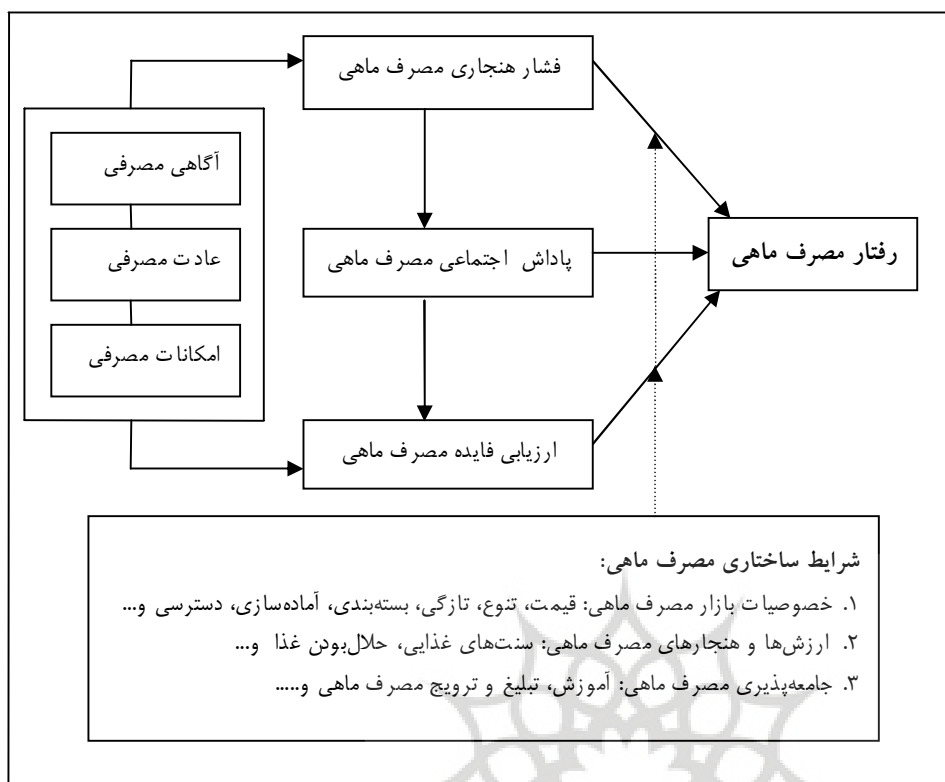 فشار هنجاری مصرف ماهی
آگاهی مصرفی
عادت مصرفی
امکانات مصرفی
پاداش اجتماعی مصرف ماهی
رفتار مصرف ماهی
ارزیابی فایده مصرف ماهی
شرایط ساختاری مصرف ماهی:
۱. خصوصیات بازار مصرف ماهی: قیمت، تنوع، تازگی، بسته‌بندی، آماده‌سازی، دسترسی و...
۲. ارزش‌ها و هنجارهای مصرف ماهی: سنت‌های غذایی، حلال‌بودن غذا و...
۳. جامعه‌پذیری مصرف ماهی: آموزش، تبلیغ و ترویج مصرف ماهی و.....